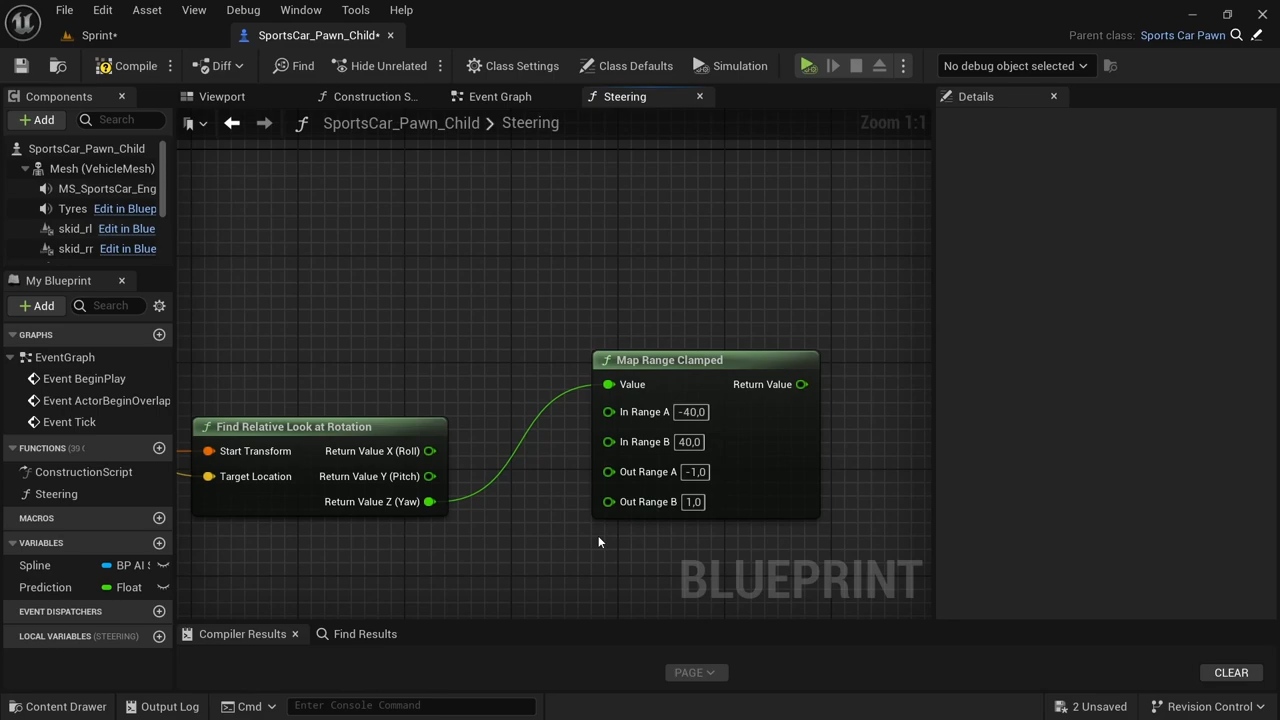 File Edit Asset View Debug Window Tools Help
Sprint* SportsCar_Pawn_Child*
Parent class: Sports Car Pawn
Compile Diff Find Hide Unrelated Class Settings Class Defaults Simulation No debug object selected
Components Viewport Construction S... Event Graph Steering Details
Add Search SportsCar_Pawn_Child Steering Zoom 1:1
SportsCar_Pawn_Child
Mesh (VehicleMesh)
MS_SportsCar_Eng
Tyres Edit in Bluep
skid_rl Edit in Blue
skid_rr Edit in Blue
My Blueprint
Add Search
GRAPHS
EventGraph
Event BeginPlay
Event ActorBeginOverlap
Event Tick
FUNCTIONS (39
ConstructionScript
Steering
MACROS
VARIABLES
Spline BP AI
Prediction Float
EVENT DISPATCHERS
LOCAL VARIABLES (STEERING)
Find Relative Look at Rotation
Start Transform Return Value X (Roll)
Target Location Return Value Y (Pitch)
Return Value Z (Yaw)
Map Range Clamped
Value Return Value
In Range A -40,0
In Range B 40,0
Out Range A -1,0
Out Range B 1,0
BLUEPRINT
Compiler Results Find Results
PAGE CLEAR
Content Drawer Output Log Cmd Enter Console Command 2 Unsaved Revision Control